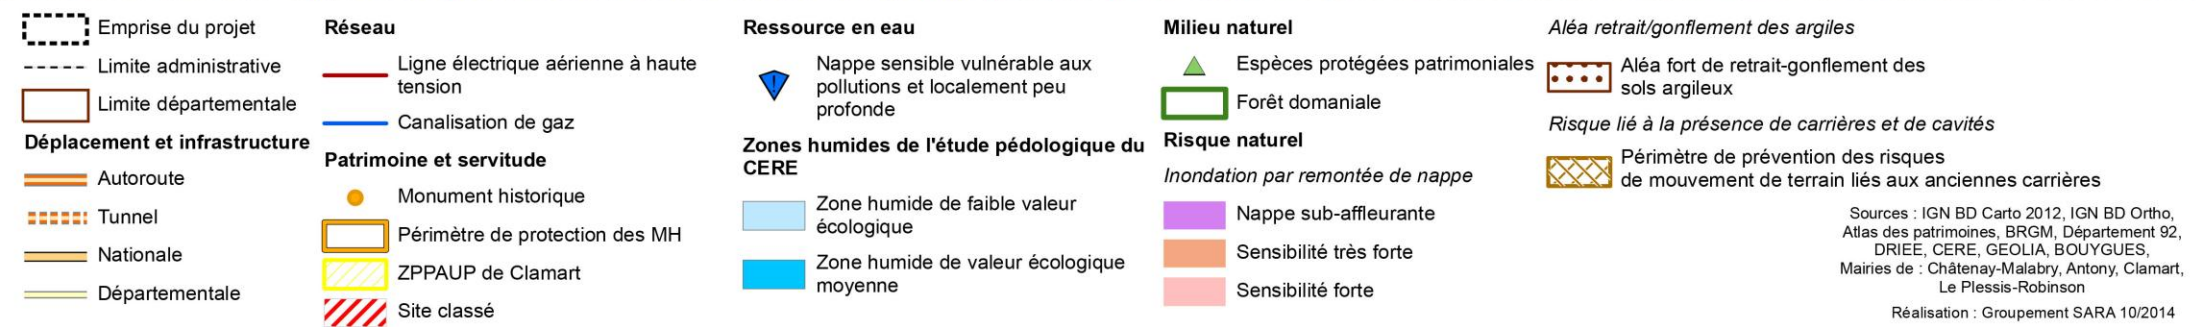 Emprise du projet
Limite administrative
Limite départementale
Déplacement et infrastructure
Autoroute
Tunnel
Nationale
Départementale
Réseau
Ligne électrique aérienne à haute
tension
Canalisation de gaz
Patrimoine et servitude
Monument historique
Périmètre de protection des MH
ZPPAUP de Clamart
Site classé
Ressource en eau
Nappe sensible vulnérable aux
pollutions et localement peu
profonde
Zones humides de l'étude pédologique du
CERE
Zone humide de faible valeur
écologique
Zone humide de valeur écologique
moyenne
Milieu naturel
Espèces protégées patrimoniales
Forêt domaniale
Risque naturel
Inondation par remontée de nappe
Nappe sub-affleurante
Sensibilité très forte
Sensibilité forte
Aléa retrait/gonflement des argiles
Aléa fort de retrait-gonflement des
sols argileux
Risque lié à la présence de carrières et de cavités
Périmètre de prévention des risques
de mouvement de terrain liés aux anciennes carrières
Sources : IGN BD Carto 2012, IGN BD Ortho,
Atlas des patrimoines, BRGM, Département 92,
DRIEE, CERE, GEOLIA, BOUYGUES,
Mairies de : Châtenay-Malabry, Antony, Clamart,
Le Plessis-Robinson
Réalisation : Groupement SARA 10/2014